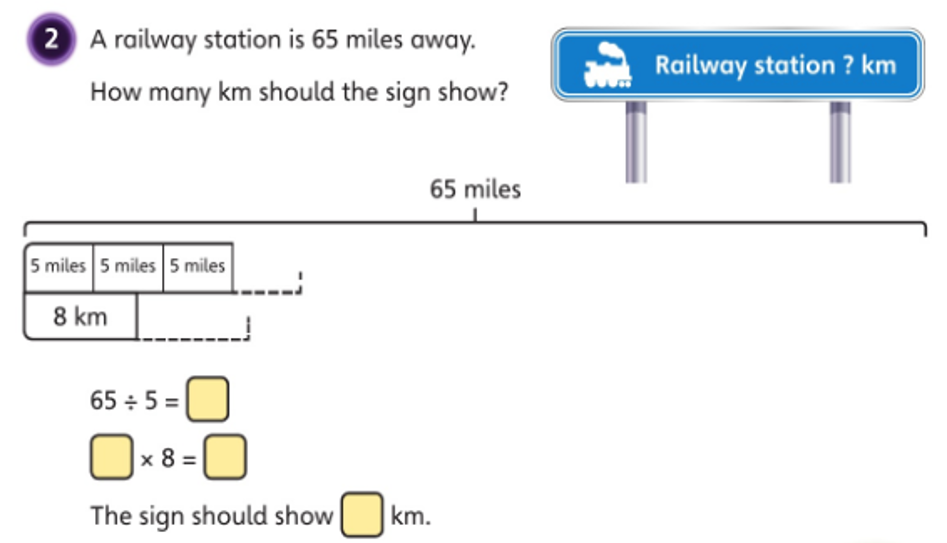 2 A railway station is 65 miles away.
How many km should the sign show?
Railway station ? km
65 miles
5 miles 5 miles 5 miles
8 km
65 ÷ 5 =
× 8 =
The sign should show km.